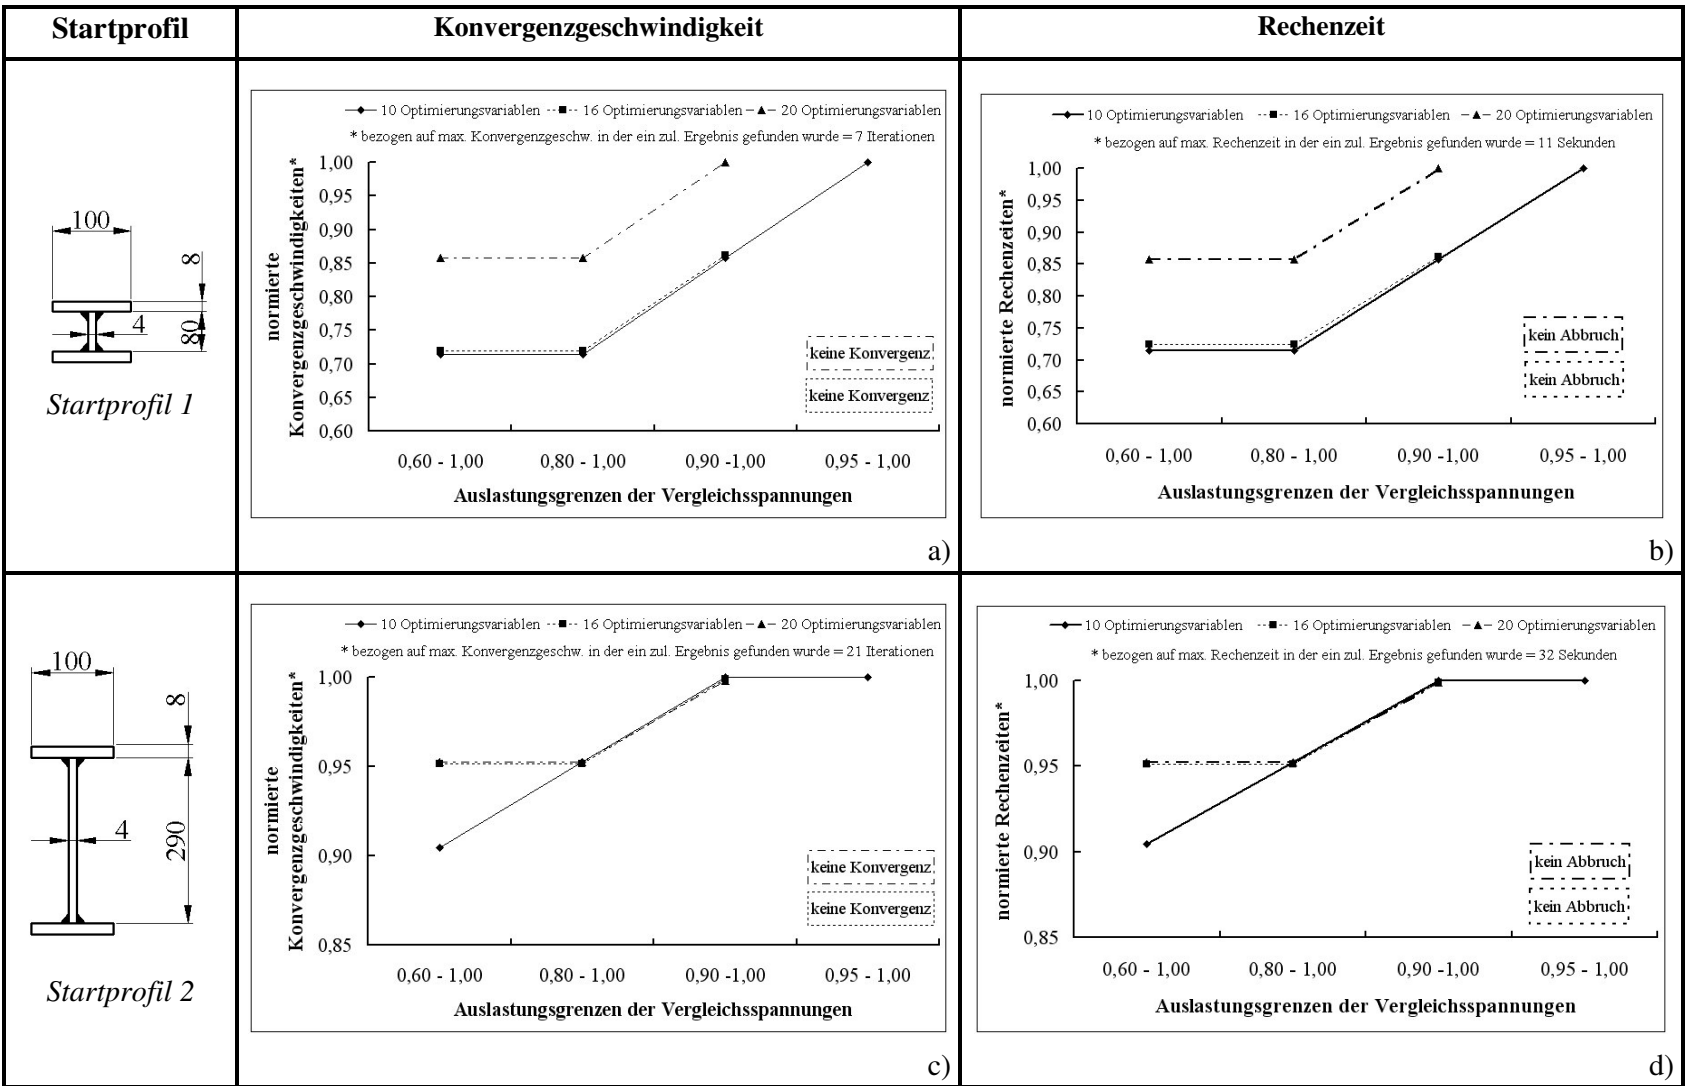 Startprofil
Konvergenzgeschwindigkeit
Rechenzeit
100
8
4
80
Startprofil 1
10 Optimierungsvariablen
16 Optimierungsvariablen
20 Optimierungsvariablen
* bezogen auf max. Konvergenzgeschw. in der ein zul. Ergebnis gefunden wurde = 7 Iterationen
normierte
Konvergenzgeschwindigkeiten*
1,00
0,95
0,90
0,85
0,80
0,75
0,70
0,65
0,60
keine Konvergenz
keine Konvergenz
0,60 - 1,00
0,80 - 1,00
0,90 -1,00
0,95 - 1,00
Auslastungsgrenzen der Vergleichsspannungen
a)
10 Optimierungsvariablen
16 Optimierungsvariablen
20 Optimierungsvariablen
* bezogen auf max. Rechenzeit in der ein zul. Ergebnis gefunden wurde = 11 Sekunden
normierte Rechenzeiten*
1,00
0,95
0,90
0,85
0,80
0,75
0,70
0,65
0,60
kein Abbruch
kein Abbruch
0,60 - 1,00
0,80 - 1,00
0,90 -1,00
0,95 - 1,00
Auslastungsgrenzen der Vergleichsspannungen
b)
100
8
4
290
Startprofil 2
10 Optimierungsvariablen
16 Optimierungsvariablen
20 Optimierungsvariablen
* bezogen auf max. Konvergenzgeschw. in der ein zul. Ergebnis gefunden wurde = 21 Iterationen
normierte
Konvergenzgeschwindigkeiten*
1,00
0,95
0,90
0,85
keine Konvergenz
keine Konvergenz
0,60 - 1,00
0,80 - 1,00
0,90 -1,00
0,95 - 1,00
Auslastungsgrenzen der Vergleichsspannungen
c)
10 Optimierungsvariablen
16 Optimierungsvariablen
20 Optimierungsvariablen
* bezogen auf max. Rechenzeit in der ein zul. Ergebnis gefunden wurde = 32 Sekunden
normierte Rechenzeiten*
1,00
0,95
0,90
0,85
kein Abbruch
kein Abbruch
0,60 - 1,00
0,80 - 1,00
0,90 -1,00
0,95 - 1,00
Auslastungsgrenzen der Vergleichsspannungen
d)